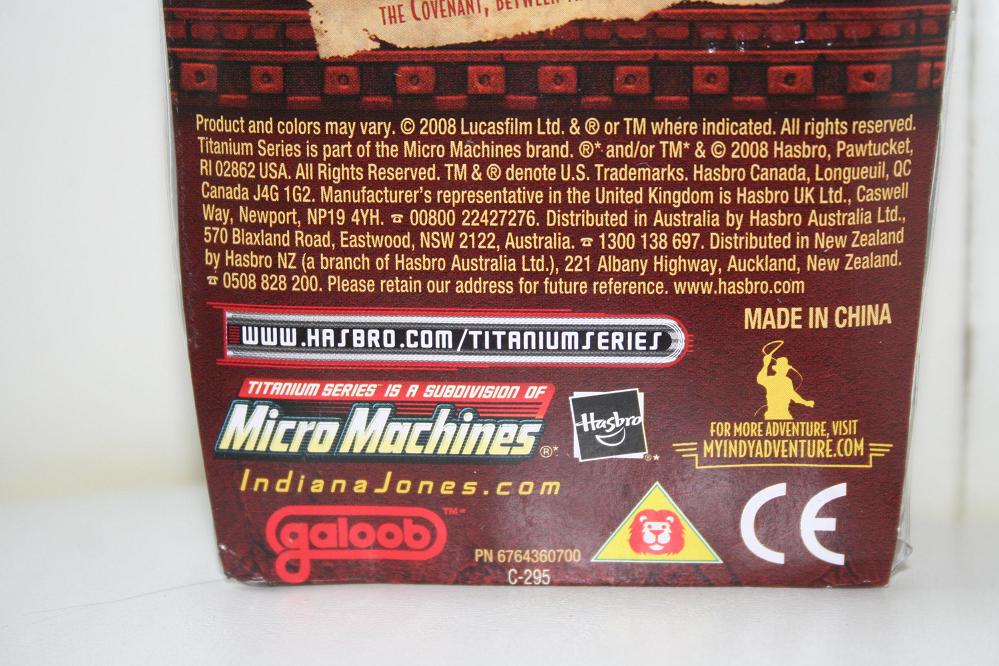 THE COVENANT, BETWEEN
Product and colors may vary. © 2008 Lucasfilm Ltd. & ® or TM where indicated. All rights reserved.
Titanium Series is part of the Micro Machines brand. ®* and/or TM* & © 2008 Hasbro, Pawtucket,
RI 02862 USA. All Rights Reserved. TM & ® denote U.S. Trademarks. Hasbro Canada, Longueuil, QC
Canada J4G 1G2. Manufacturer's representative in the United Kingdom is Hasbro UK Ltd., Caswell
Way, Newport, NP19 4YH. ☎ 00800 22427276. Distributed in Australia by Hasbro Australia Ltd.,
570 Blaxland Road, Eastwood, NSW 2122, Australia. ☎ 1300 138 697. Distributed in New Zealand
by Hasbro NZ (a branch of Hasbro Australia Ltd.), 221 Albany Highway, Auckland, New Zealand.
☎ 0508 828 200. Please retain our address for future reference. www.hasbro.com
MADE IN CHINA
WWW.HASBRO.COM/TITANIUMSERIES
TITANIUM SERIES™ IS A SUBDIVISION OF
Micro Machines ®*
Hasbro ®*
FOR MORE ADVENTURE, VISIT
MYINDYADVENTURE.COM
IndianaJones.com
galoob ™*
PN 6764360700
C-295
CE